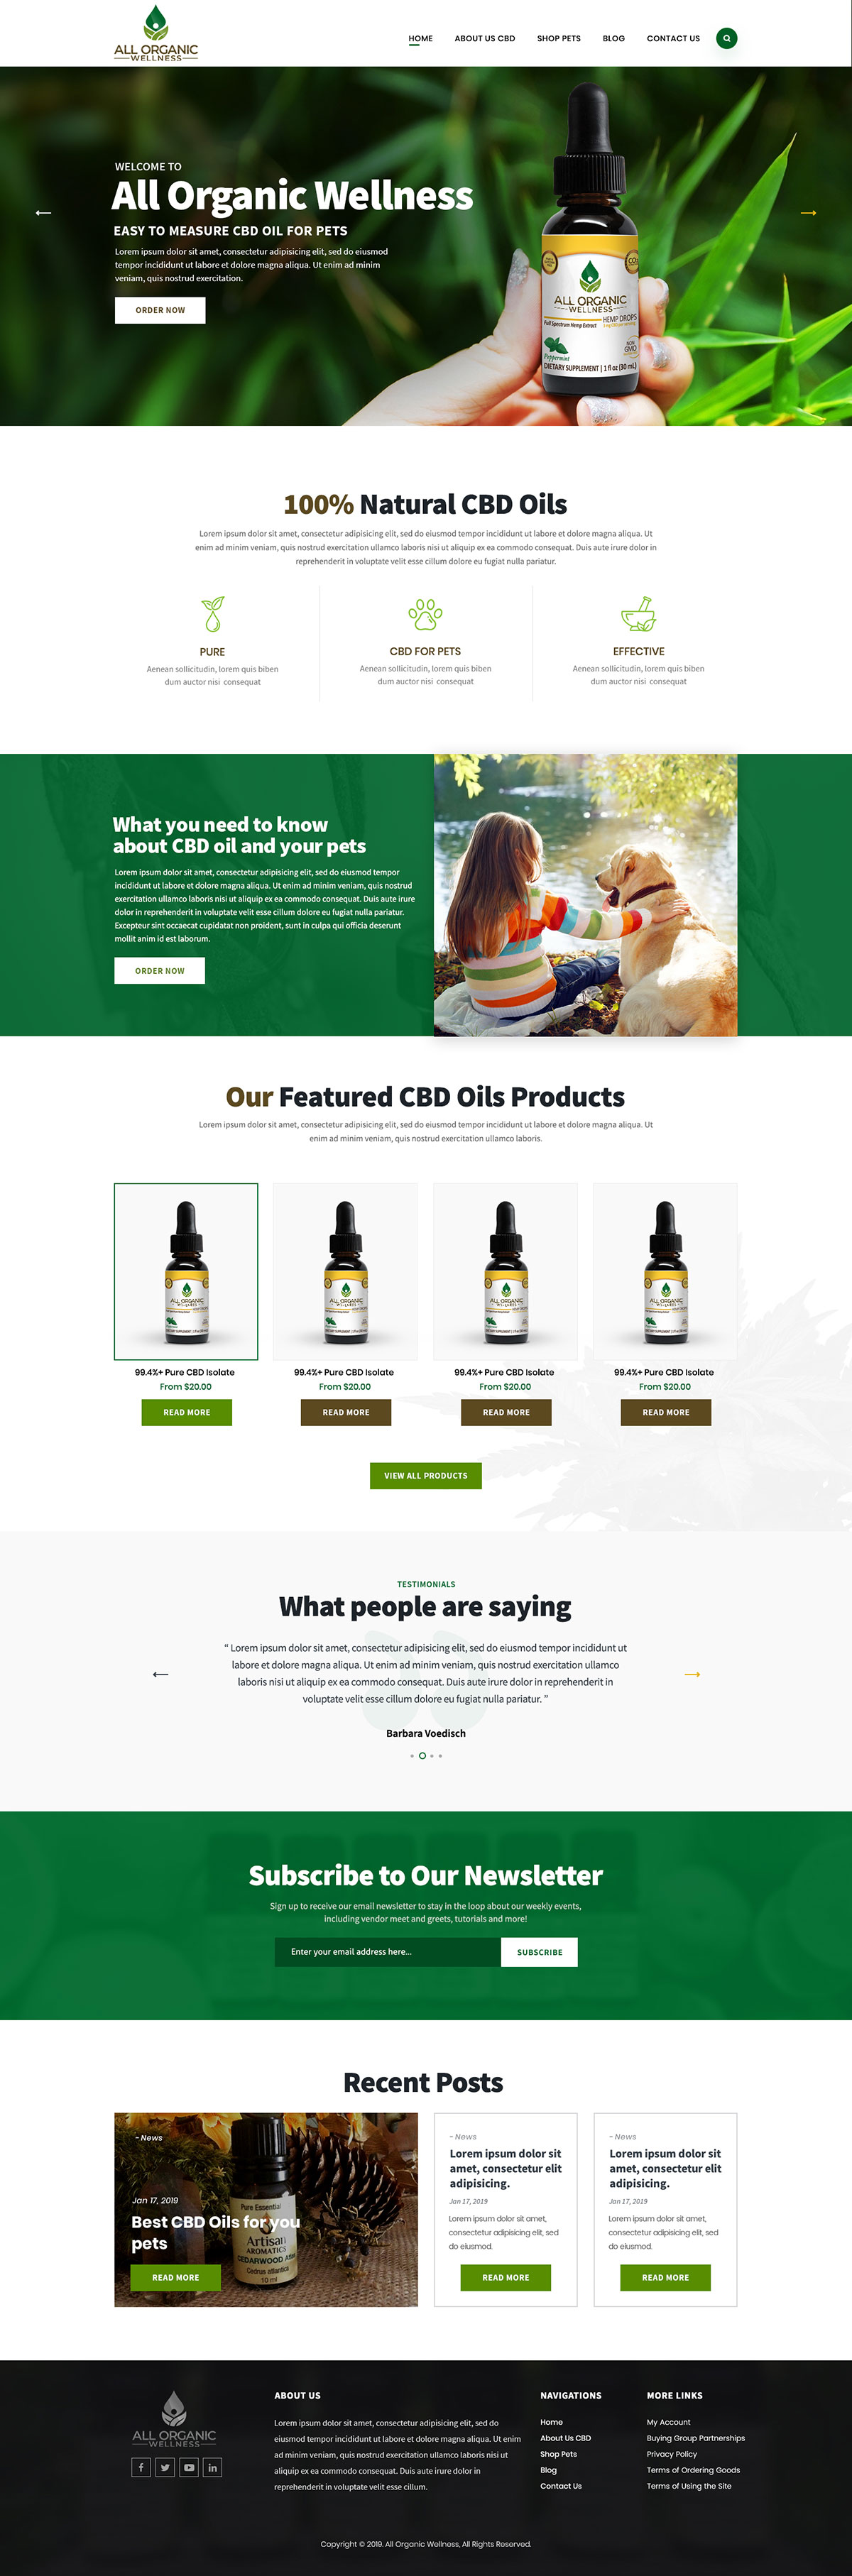 ALL ORGANIC
WELLNESS
HOME ABOUT US CBD SHOP PETS BLOG CONTACT US
WELCOME TO
All Organic Wellness
EASY TO MEASURE CBD OIL FOR PETS
Lorem ipsum dolor sit amet, consectetur adipisicing elit, sed do eiusmod
tempor incididunt ut labore et dolore magna aliqua. Ut enim ad minim
veniam, quis nostrud exercitation.
ORDER NOW
ALL ORGANIC
WELLNESS
HEMP DROPS
Full Spectrum Hemp Extract
Peppermint
NON
GMO
DIETARY SUPPLEMENT | 1 fl oz (30 mL)
100% Natural CBD Oils
Lorem ipsum dolor sit amet, consectetur adipisicing elit, sed do eiusmod tempor incididunt ut labore et dolore magna aliqua. Ut
enim ad minim veniam, quis nostrud exercitation ullamco laboris nisi ut aliquip ex ea commodo consequat. Duis aute irure dolor in
reprehenderit in voluptate velit esse cillum dolore eu fugiat nulla pariatur.
PURE
Aenean sollicitudin, lorem quis biben
dum auctor nisi consequat
CBD FOR PETS
Aenean sollicitudin, lorem quis biben
dum auctor nisi consequat
EFFECTIVE
Aenean sollicitudin, lorem quis biben
dum auctor nisi consequat
What you need to know
about CBD oil and your pets
Lorem ipsum dolor sit amet, consectetur adipisicing elit, sed do eiusmod tempor
incididunt ut labore et dolore magna aliqua. Ut enim ad minim veniam, quis nostrud
exercitation ullamco laboris nisi ut aliquip ex ea commodo consequat. Duis aute irure
dolor in reprehenderit in voluptate velit esse cillum dolore eu fugiat nulla pariatur.
Excepteur sint occaecat cupidatat non proident, sunt in culpa qui officia deserunt
mollit anim id est laborum.
ORDER NOW
Our Featured CBD Oils Products
Lorem ipsum dolor sit amet, consectetur adipisicing elit, sed do eiusmod tempor incididunt ut labore et dolore magna aliqua. Ut
enim ad minim veniam, quis nostrud exercitation ullamco laboris.
99.4%+ Pure CBD Isolate
From $20.00
READ MORE
99.4%+ Pure CBD Isolate
From $20.00
READ MORE
99.4%+ Pure CBD Isolate
From $20.00
READ MORE
99.4%+ Pure CBD Isolate
From $20.00
READ MORE
VIEW ALL PRODUCTS
TESTIMONIALS
What people are saying
“ Lorem ipsum dolor sit amet, consectetur adipisicing elit, sed do eiusmod tempor incididunt ut
labore et dolore magna aliqua. Ut enim ad minim veniam, quis nostrud exercitation ullamco
laboris nisi ut aliquip ex ea commodo consequat. Duis aute irure dolor in reprehenderit in
voluptate velit esse cillum dolore eu fugiat nulla pariatur. ”
Barbara Voedisch
Subscribe to Our Newsletter
Sign up to receive our email newsletter to stay in the loop about our weekly events,
including vendor meet and greets, tutorials and more!
Enter your email address here...
SUBSCRIBE
Recent Posts
- News
Jan 17, 2019
Best CBD Oils for you
pets
READ MORE
Pure Essential
Artisan
AROMATICS
CEDARWOOD
Cedrus atlantica
10 ml
- News
Lorem ipsum dolor sit
amet, consectetur elit
adipisicing.
Jan 17, 2019
Lorem ipsum dolor sit amet,
consectetur adipisicing elit, sed
do eiusmod.
READ MORE
- News
Lorem ipsum dolor sit
amet, consectetur elit
adipisicing.
Jan 17, 2019
Lorem ipsum dolor sit amet,
consectetur adipisicing elit, sed
do eiusmod.
READ MORE
ALL ORGANIC
WELLNESS
ABOUT US
Lorem ipsum dolor sit amet, consectetur adipisicing elit, sed do
eiusmod tempor incididunt ut labore et dolore magna aliqua. Ut enim
ad minim veniam, quis nostrud exercitation ullamco laboris nisi ut
aliquip ex ea commodo consequat. Duis aute irure dolor in
reprehenderit in voluptate velit esse cillum.
NAVIGATIONS
Home
About Us CBD
Shop Pets
Blog
Contact Us
MORE LINKS
My Account
Buying Group Partnerships
Privacy Policy
Terms of Ordering Goods
Terms of Using the Site
Copyright © 2019. All Organic Wellness, All Rights Reserved.